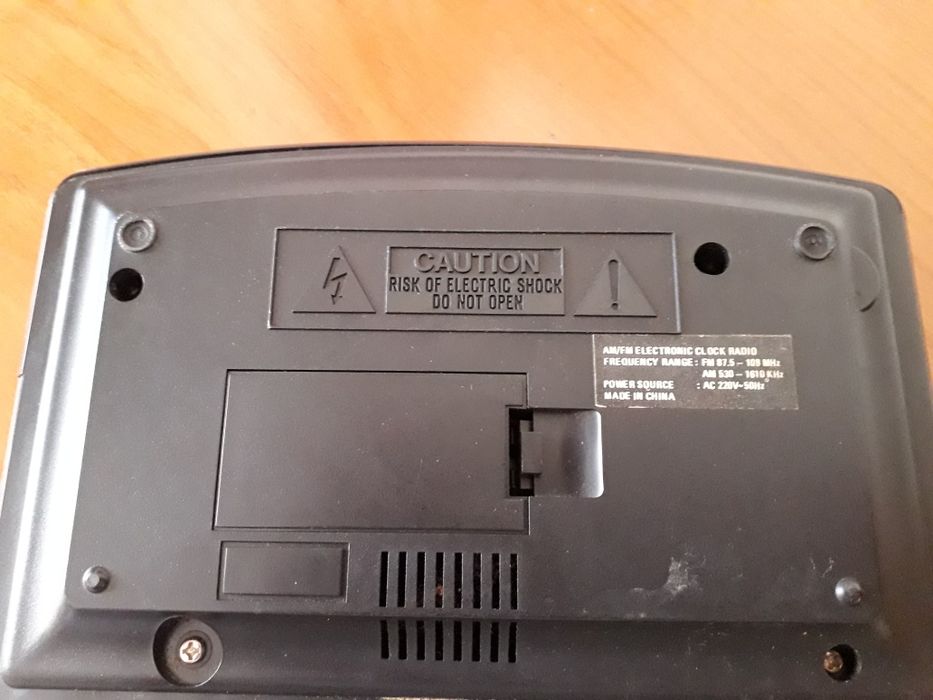 CAUTION
RISK OF ELECTRIC SHOCK
DO NOT OPEN
AM/FM ELECTRONIC CLOCK RADIO
FREQUENCY RANGE : FM 87.5 – 109 MHz
AM 530 – 1610 KHz
POWER SOURCE : AC 220V~50Hz
MADE IN CHINA